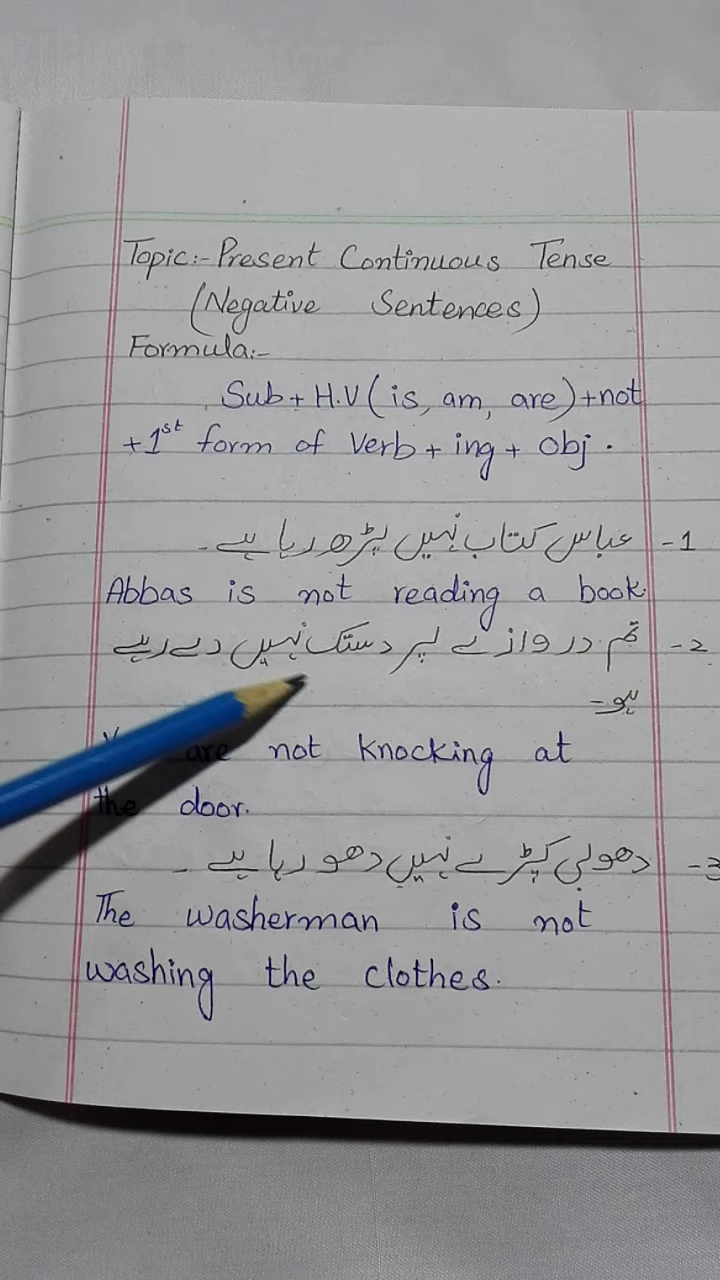 Topic:- Present Continuous Tense
(Negative Sentences)
Formula:-
Sub + H.V (is, am, are) + not
+ 1st form of Verb + ing + obj.
1- عباس کتاب نہیں پڑھ رہا ہے۔
Abbas is not reading a book.
2- تم دروازے پر دستک نہیں دے رہے
ہو۔
are not knocking at
the door.
3- دھوبی کپڑے نہیں دھو رہا ہے۔
The washerman is not
washing the clothes.